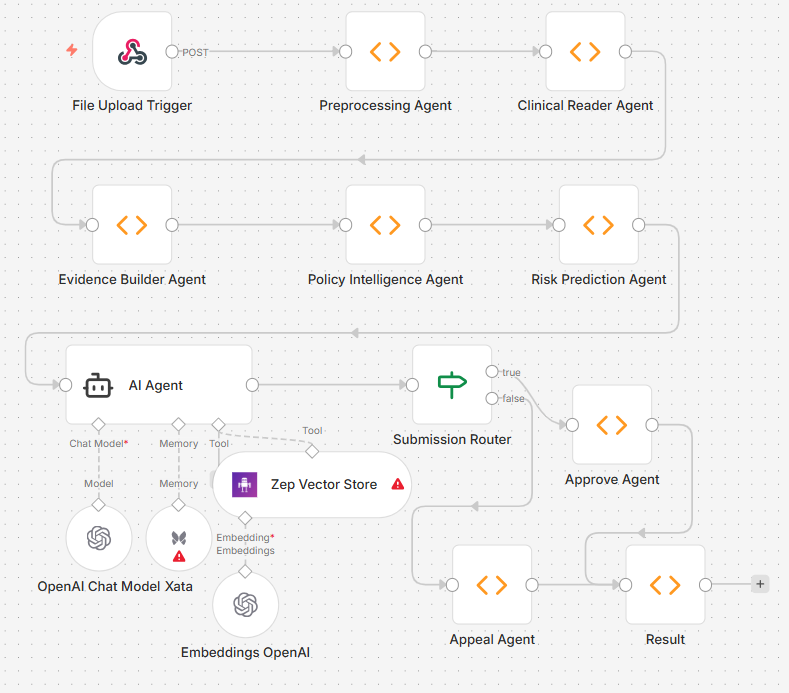 POST
File Upload Trigger
Preprocessing Agent
Clinical Reader Agent
Evidence Builder Agent
Policy Intelligence Agent
Risk Prediction Agent
AI Agent
Chat Model*
Memory
Tool
Tool
Model
Memory
Zep Vector Store
Embedding*
Embeddings
OpenAI Chat Model
Xata
Embeddings OpenAI
true
false
Submission Router
Approve Agent
Appeal Agent
Result
+